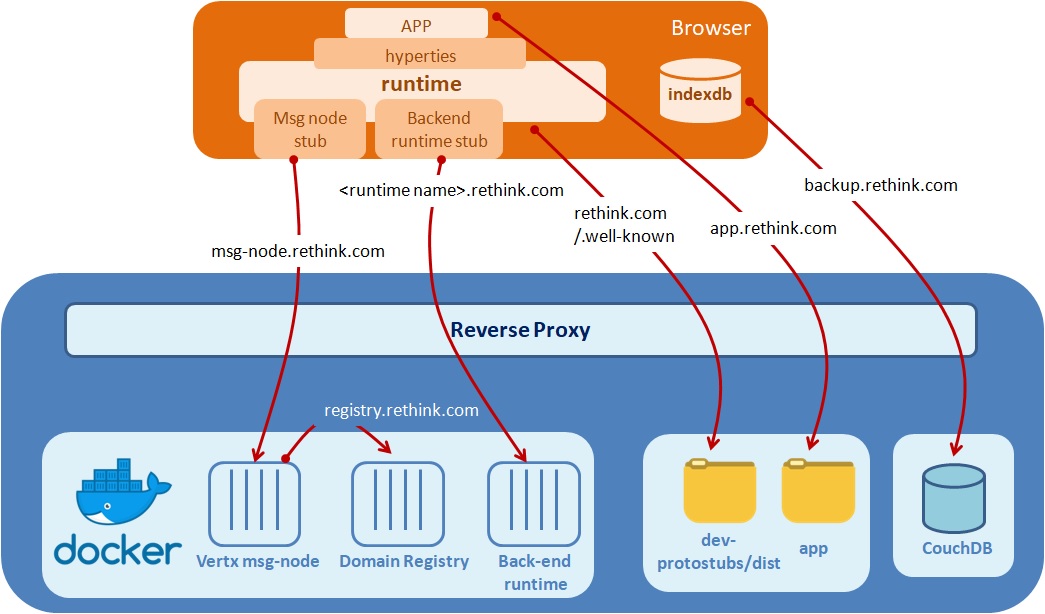 APP
Browser
hyperties
runtime
indexdb
Msg node
stub
Backend
runtime stub
<runtime name>.rethink.com
backup.rethink.com
rethink.com
/.well-known
app.rethink.com
msg-node.rethink.com
Reverse Proxy
registry.rethink.com
docker
Vertx msg-node
Domain Registry
Back-end
runtime
dev-
protostubs/dist
app
CouchDB